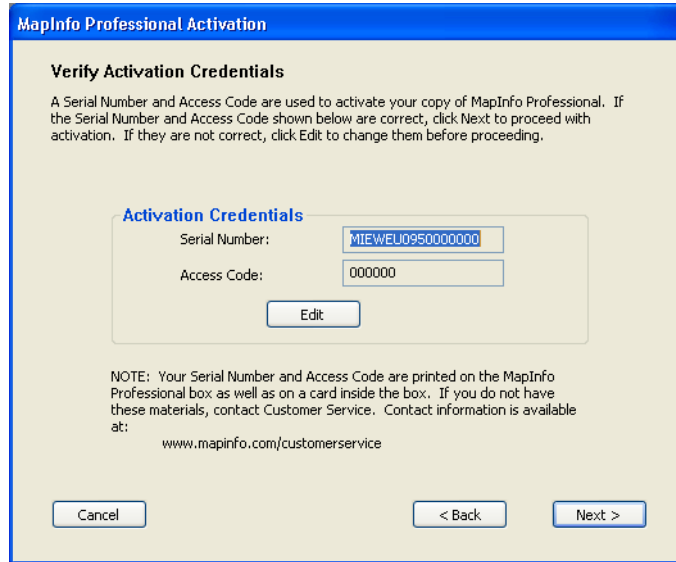 MapInfo Professional Activation
Verify Activation Credentials
A Serial Number and Access Code are used to activate your copy of MapInfo Professional. If
the Serial Number and Access Code shown below are correct, click Next to proceed with
activation. If they are not correct, click Edit to change them before proceeding.
Activation Credentials
Serial Number: MIEWEU0950000000
Access Code: 000000
Edit
NOTE: Your Serial Number and Access Code are printed on the MapInfo
Professional box as well as on a card inside the box. If you do not have
these materials, contact Customer Service. Contact information is available
at:
www.mapinfo.com/customerservice
Cancel < Back Next >